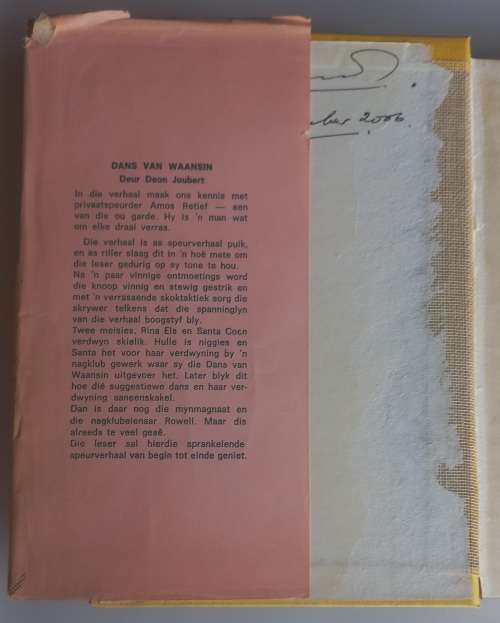 DANS VAN WAANSIN
Deur Deon Joubert
In die verhaal maak ons kennis met
privaatspeurder Amos Retief — een
van die ou garde. Hy is 'n man wat
om elke draai verras.
Die verhaal is as speurverhaal puik,
en as riller slaag dit in 'n hoë mate om
die leser gedurig op sy tone te hou.
Na 'n paar vinnige ontmoetings word
die knoop vinnig en stewig gestrik en
met 'n verrassende skoktaktiek sorg die
skrywer telkens dat die spanninglyn
van die verhaal boogstyf bly.
Twee meisies, Rina Els en Santa Coen
verdwyn skielik. Hulle is niggies en
Santa het voor haar verdwyning by 'n
nagklub gewerk waar sy die Dans van
Waansin uitgevoer het. Later blyk dit
hoe dié suggestiewe dans en haar ver-
dwyning aaneenskakel.
Dan is daar nog die mynmagnaat en
die nagklubeienaar Rowell. Maar dis
alreeds te veel gesê.
Die leser sal hierdie sprankelende
speurverhaal van begin tot einde geniet.
ber 2006.